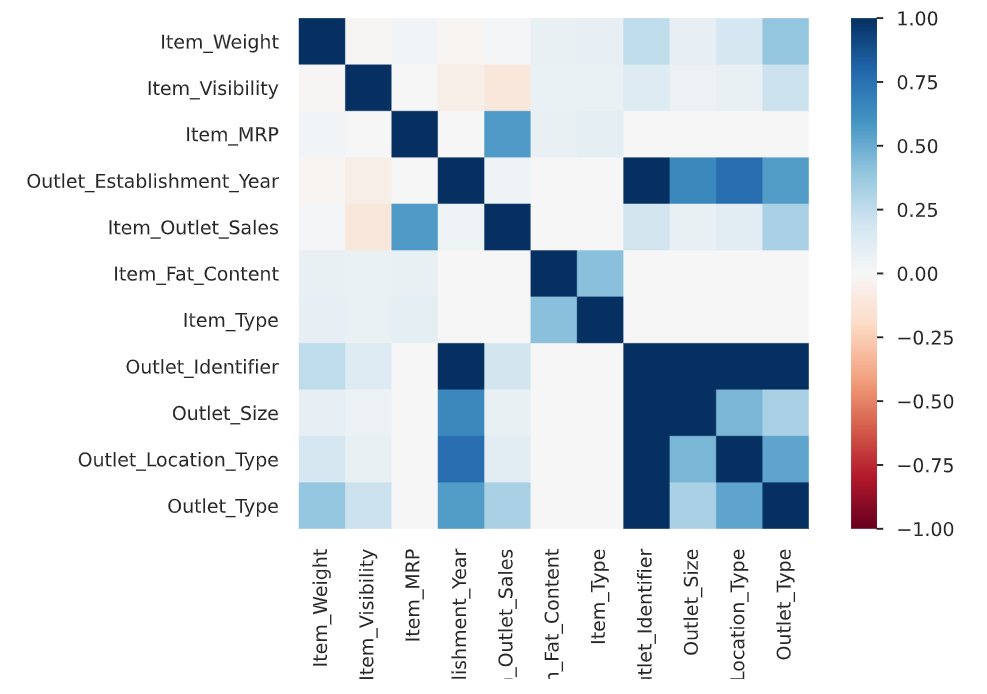 Item_Weight
Item_Visibility
Item_MRP
Outlet_Establishment_Year
Item_Outlet_Sales
Item_Fat_Content
Item_Type
Outlet_Identifier
Outlet_Size
Outlet_Location_Type
Outlet_Type
1.00
0.75
0.50
0.25
0.00
−0.25
−0.50
−0.75
−1.00
Item_Weight
Item_Visibility
Item_MRP
lishment_Year
_Outlet_Sales
_Fat_Content
Item_Type
tlet_Identifier
Outlet_Size
Location_Type
Outlet_Type